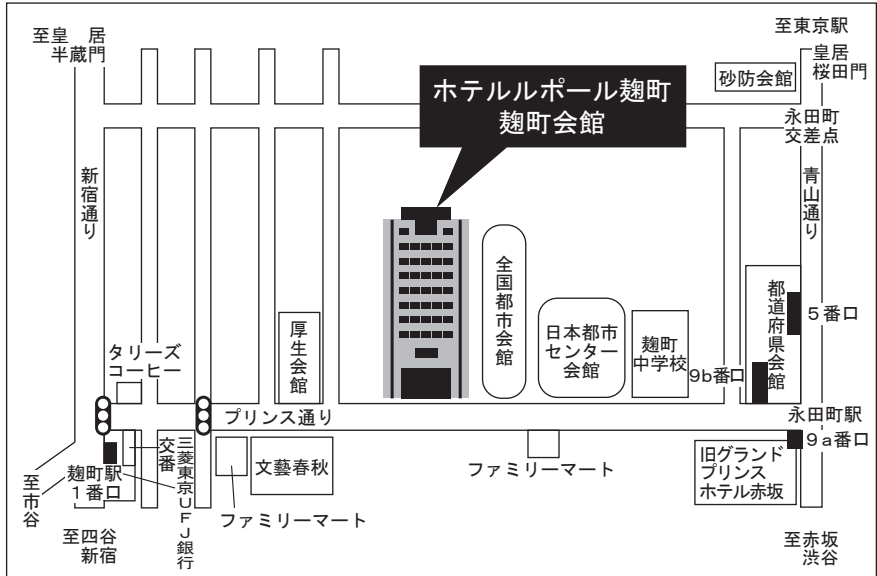 至皇　居
半蔵門
至東京駅
皇居
桜田門
砂防会館
ホテルルポール麹町
麹町会館
永田町
交差点
新宿通り
青山通り
全国都市会館
日本都市
センター
会館
麹町
中学校
都道府県会館
5番口
9b番口
厚生会館
タリーズ
コーヒー
プリンス通り
永田町駅
9a番口
交番
三菱東京UFJ銀行
文藝春秋
ファミリーマート
ファミリーマート
旧グランド
プリンス
ホテル赤坂
麹町駅
1番口
至市谷
至四谷
新宿
至赤坂
渋谷